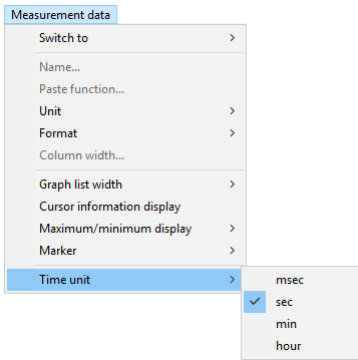 Measurement data
Switch to
Name...
Paste function...
Unit
Format
Column width...
Graph list width
Cursor information display
Maximum/minimum display
Marker
Time unit
msec
sec
min
hour